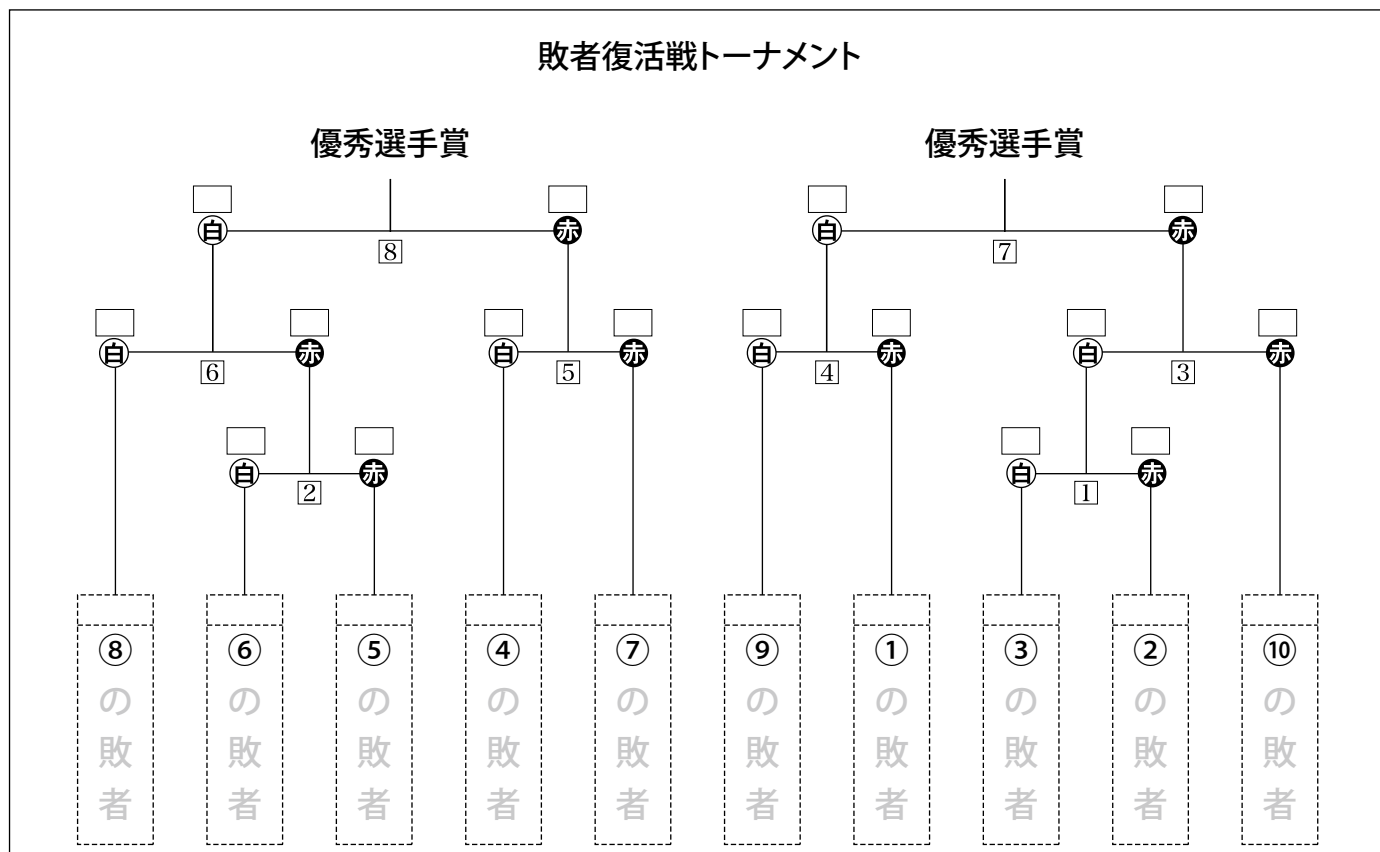 敗者復活戦トーナメント
優秀選手賞 優秀選手賞
白 赤 白 赤
8 7
白 赤 白 赤 白 赤 白 赤
6 5 4 3
白 赤 白 赤
2 1
⑧の敗者
⑥の敗者
⑤の敗者
④の敗者
⑦の敗者
⑨の敗者
①の敗者
③の敗者
②の敗者
⑩の敗者